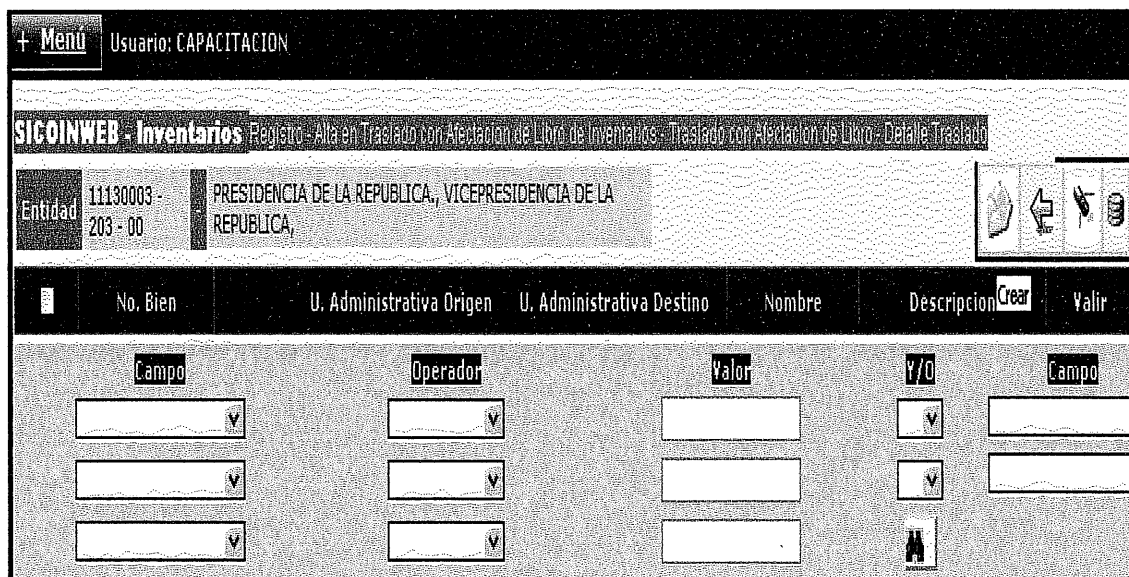 + Menú Usuario: CAPACITACION
SICOINWEB - Inventarios Registro - Alta en Traslado con Afectacion de Libro de Inventarios - Traslado con Afectacion de Libro - Detalle Traslado
Entidad 11130003 - 203 - 00 - PRESIDENCIA DE LA REPUBLICA., VICEPRESIDENCIA DE LA REPUBLICA,
No. Bien U. Administrativa Origen U. Administrativa Destino Nombre Descripcion Crear Valir
Campo Operador Valor Y/O Campo